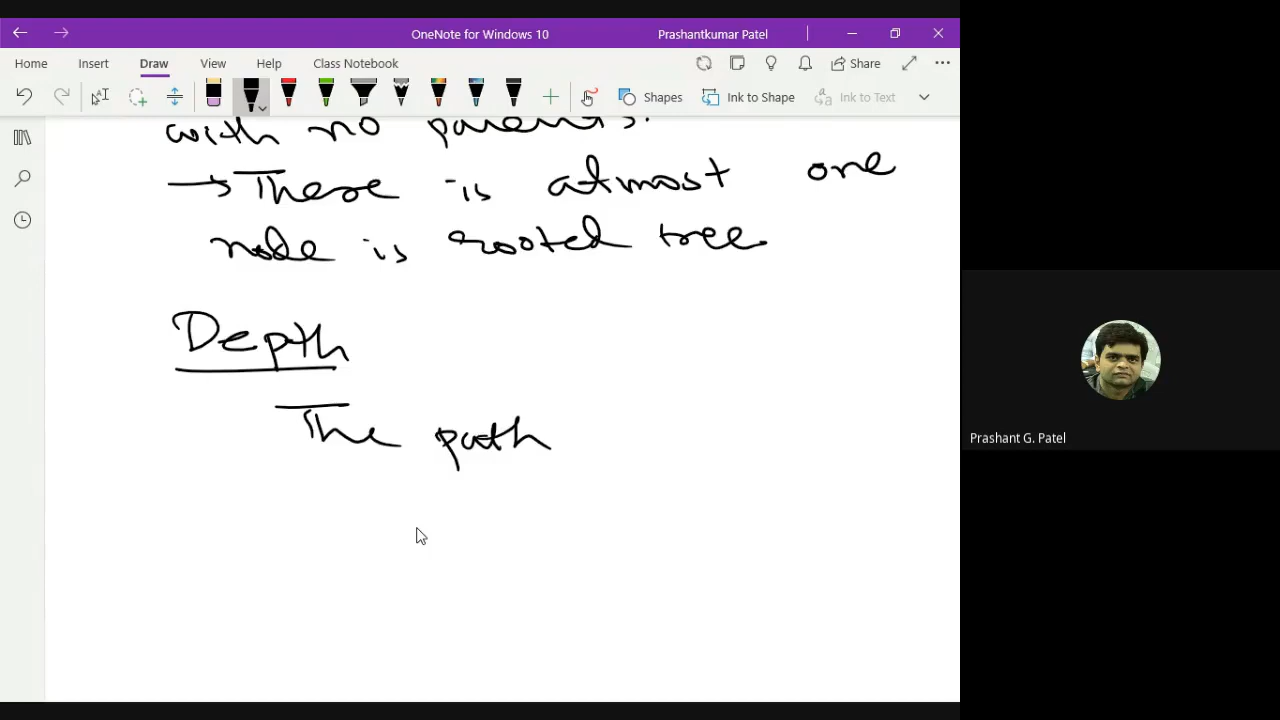 OneNote for Windows 10
Prashantkumar Patel
Home Insert Draw View Help Class Notebook
Share
Shapes Ink to Shape Ink to Text
with no parents.
→ There is atmost one
node is rooted tree.
Depth
The path
Prashant G. Patel